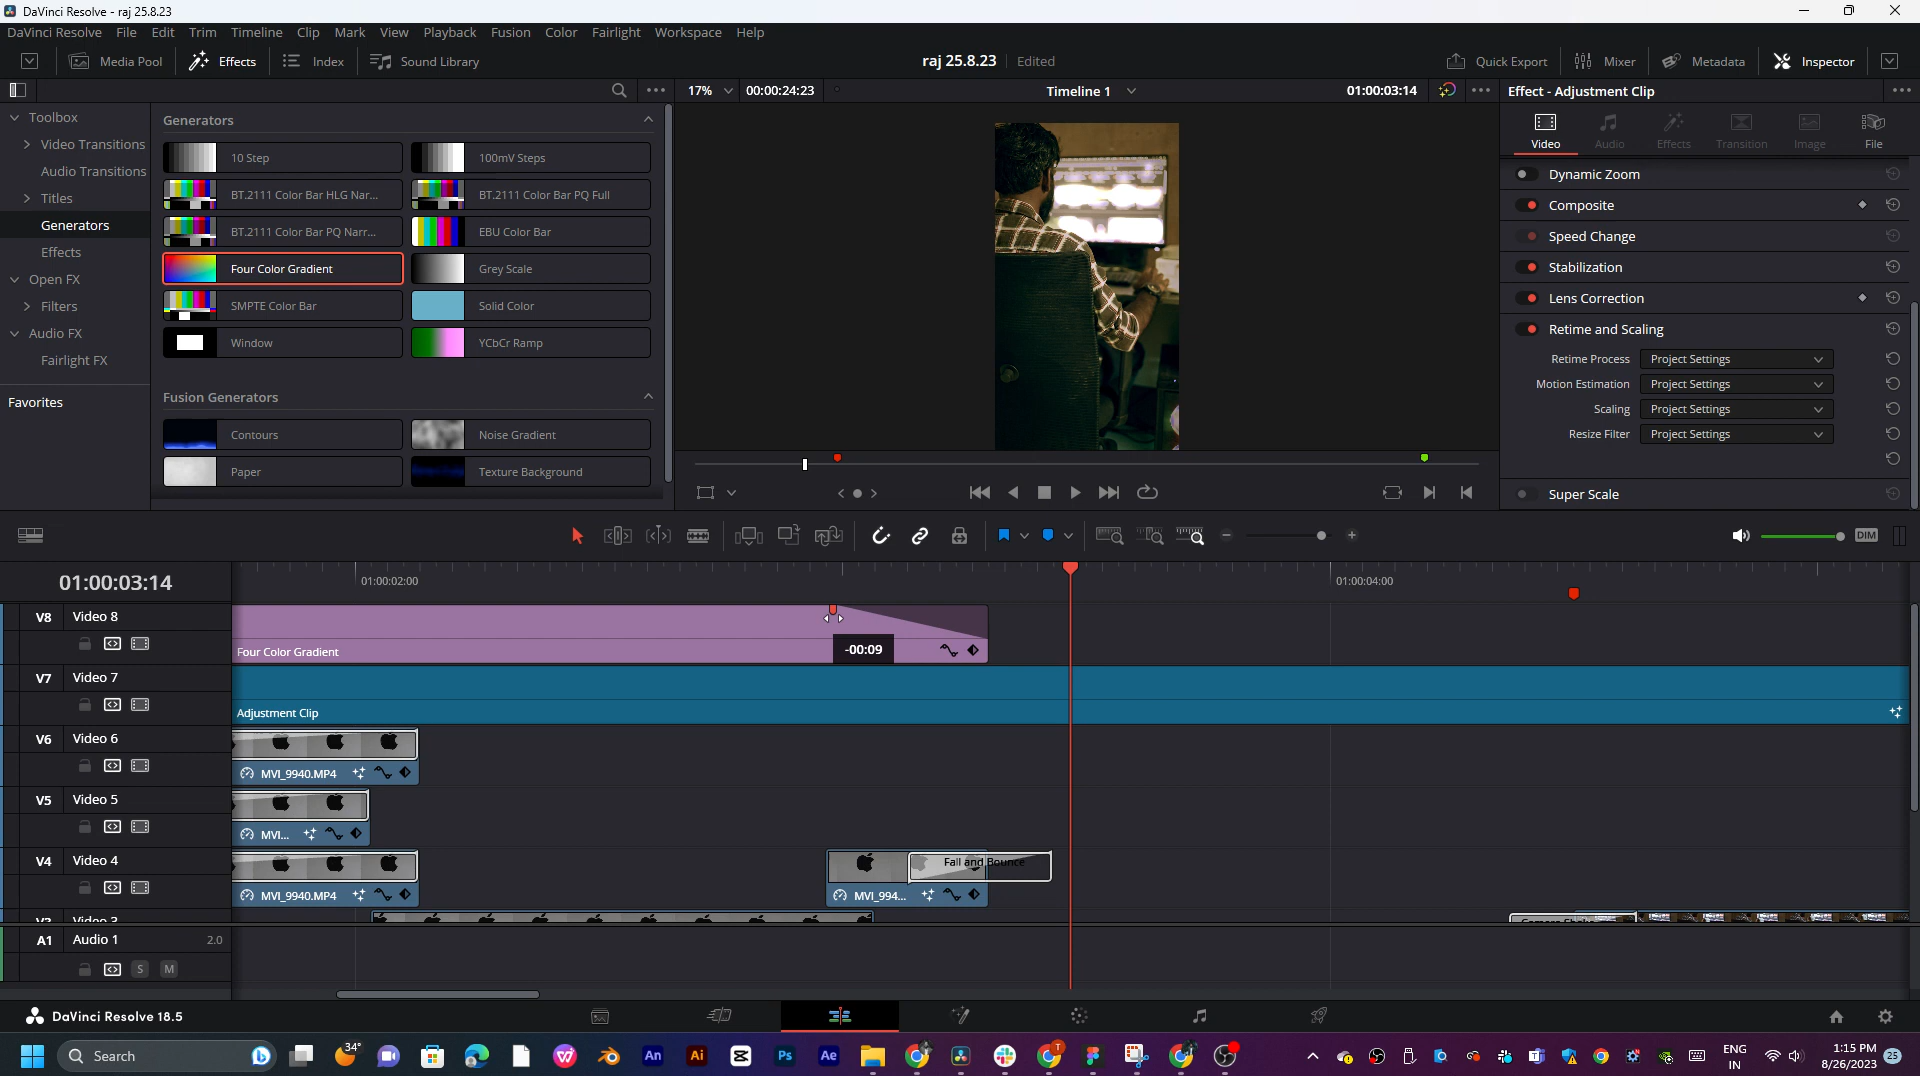 DaVinci Resolve - raj 25.8.23
DaVinci Resolve File Edit Trim Timeline Clip Mark View Playback Fusion Color Fairlight Workspace Help
Media Pool Effects Index Sound Library raj 25.8.23 Edited Quick Export Mixer Metadata Inspector
17% 00:00:24:23 Timeline 1 01:00:03:14 Effect - Adjustment Clip
Toolbox
Video Transitions
Audio Transitions
Titles
Generators
Effects
Open FX
Filters
Audio FX
Fairlight FX
Favorites
Generators
10 Step 100mV Steps
BT.2111 Color Bar HLG Nar... BT.2111 Color Bar PQ Full
BT.2111 Color Bar PQ Narr... EBU Color Bar
Four Color Gradient Grey Scale
SMPTE Color Bar Solid Color
Window YCbCr Ramp
Fusion Generators
Contours Noise Gradient
Paper Texture Background
Video Audio Effects Transition Image File
Dynamic Zoom
Composite
Speed Change
Stabilization
Lens Correction
Retime and Scaling
Retime Process Project Settings
Motion Estimation Project Settings
Scaling Project Settings
Resize Filter Project Settings
Super Scale
DIM
01:00:03:14 01:00:02:00 01:00:04:00
V8 Video 8
Four Color Gradient -00:09
V7 Video 7
Adjustment Clip
V6 Video 6
MVI_9940.MP4
V5 Video 5
MVI...
V4 Video 4 Fall and Bounce
MVI_9940.MP4 MVI_994...
V3 Video 3
A1 Audio 1 2.0
S M
DaVinci Resolve 18.5
Search 34° An Ai Ps Ae T ENG IN 1:15 PM 8/26/2023 25